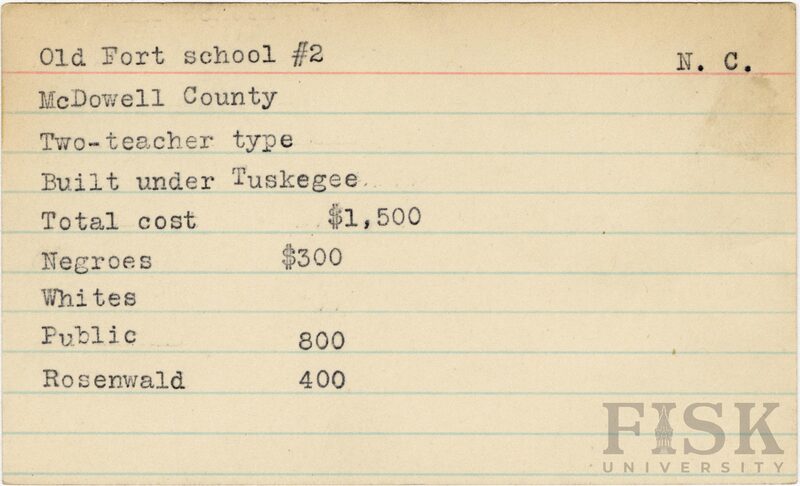 Old Fort school #2 N. C.
McDowell County
Two-teacher type
Built under Tuskegee
Total cost $1,500
Negroes $300
Whites
Public 800
Rosenwald 400
FISK
UNIVERSITY